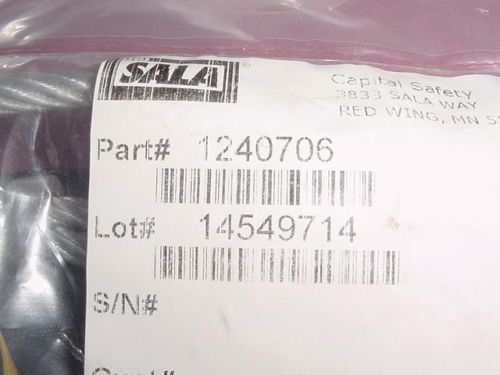 SALA
Capital Safety
3833 SALA WAY
RED WING, MN
Part# 1240706
Lot# 14549714
S/N#